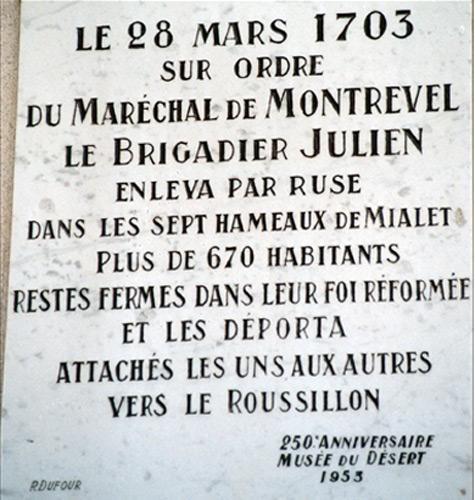 LE 28 MARS 1703
SUR ORDRE
DU MARÉCHAL DE MONTREVEL
LE BRIGADIER JULIEN
ENLEVA PAR RUSE
DANS LES SEPT HAMEAUX DE MIALET
PLUS DE 670 HABITANTS
RESTES FERMES DANS LEUR FOI RÉFORMÉE
ET LES DÉPORTA
ATTACHÉS LES UNS AUX AUTRES
VERS LE ROUSSILLON
250.ANNIVERSAIRE
MUSÉE DU DÉSERT
1953
R.DUFOUR